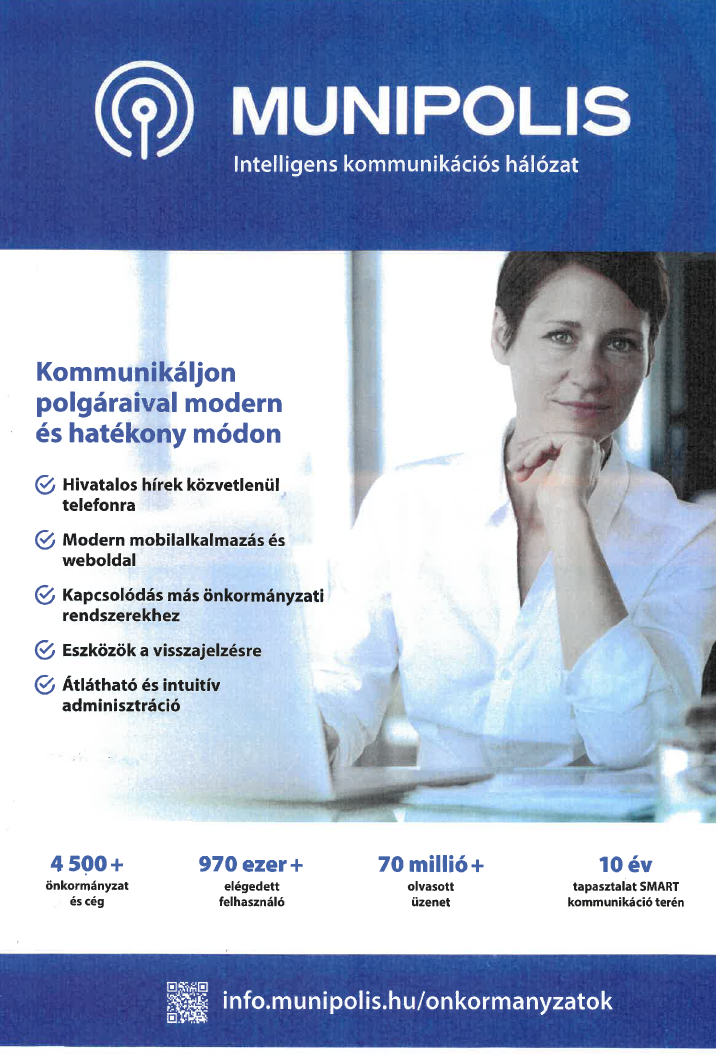 MUNIPOLIS
Intelligens kommunikációs hálózat
Kommunikáljon
polgáraival modern
és hatékony módon
Hivatalos hírek közvetlenül
telefonra
Modern mobilalkalmazás és
weboldal
Kapcsolódás más önkormányzati
rendszerekhez
Eszközök a visszajelzésre
Átlátható és intuitív
adminisztráció
4 500+
önkormányzat
és cég
970 ezer+
elégedett
felhasználó
70 millió+
olvasott
üzenet
10 év
tapasztalat SMART
kommunikáció terén
info.munipolis.hu/onkormanyzatok